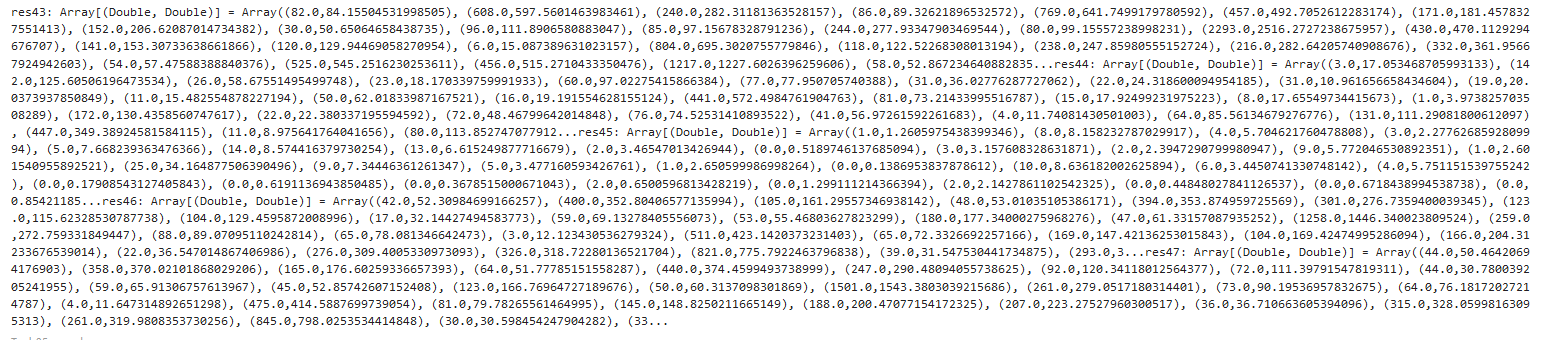 res43: Array[(Double, Double)] = Array((82.0,84.15504531998505), (608.0,597.5601463983461), (240.0,282.31181363528157), (86.0,89.32621896532572), (769.0,641.7499179780592), (457.0,492.7052612283174), (171.0,181.457832
7551413), (152.0,206.62087014734382), (30.0,50.65064658438735), (96.0,111.8906580883047), (85.0,97.15678328791236), (244.0,277.93347903469544), (80.0,99.15557238998231), (2293.0,2516.2727238675957), (430.0,470.1129294
676707), (141.0,153.30733638661866), (120.0,129.94469058270954), (6.0,15.087389631023157), (804.0,695.3020755779846), (118.0,122.52268308013194), (238.0,247.85980555152724), (216.0,282.64205740908676), (332.0,361.9566
7924942603), (54.0,57.47588388840376), (525.0,545.2516230253611), (456.0,515.2710433350476), (1217.0,1227.6026396259606), (58.0,52.867234640882835...res44: Array[(Double, Double)] = Array((3.0,17.053468705993133), (14
2.0,125.60506196473534), (26.0,58.67551495499748), (23.0,18.170339759991933), (60.0,97.02275415866384), (77.0,77.950705740388), (31.0,36.02776287727062), (22.0,24.318600094954185), (31.0,10.961656658434604), (19.0,20.
0373937850849), (11.0,15.482554878227194), (50.0,62.01833987167521), (16.0,19.191554628155124), (441.0,572.4984761904763), (81.0,73.21433995516787), (15.0,17.92499231975223), (8.0,17.65549734415673), (1.0,3.9738257035
08289), (172.0,130.4358560747617), (22.0,22.380337195594592), (72.0,48.46799642014848), (76.0,74.52531410893522), (41.0,56.97261592261683), (4.0,11.74081430501003), (64.0,85.56134679276776), (131.0,111.29081800612097)
, (447.0,349.38924581584115), (11.0,8.975641764041656), (80.0,113.852747077912...res45: Array[(Double, Double)] = Array((1.0,1.2605975438399346), (8.0,8.158232787029917), (4.0,5.704621760478808), (3.0,2.27762685928099
94), (5.0,7.668239363476366), (14.0,8.574416379730254), (13.0,6.615249877716679), (2.0,3.46547013426944), (0.0,0.5189746137685094), (3.0,3.157608328631871), (2.0,2.3947290799980947), (9.0,5.772046530892351), (1.0,2.60
1540955892521), (25.0,34.164877506390496), (9.0,7.34446361261347), (5.0,3.477160593426761), (1.0,2.650599986998264), (0.0,0.1386953837878612), (10.0,8.636182002625894), (6.0,3.4450741330748142), (4.0,5.751151539755242
), (0.0,0.17908543127405843), (0.0,0.6191136943850485), (0.0,0.3678515000671043), (2.0,0.6500596813428219), (0.0,1.299111214366394), (2.0,2.1427861102542325), (0.0,0.44848027841126537), (0.0,0.6718438994538738), (0.0,
0.85421185...res46: Array[(Double, Double)] = Array((42.0,52.30984699166257), (400.0,352.80406577135994), (105.0,161.29557346938142), (48.0,53.01035105386171), (394.0,353.874959725569), (301.0,276.7359400039345), (123
.0,115.62328530787738), (104.0,129.4595872008996), (17.0,32.14427494583773), (59.0,69.13278405556073), (53.0,55.46803627823299), (180.0,177.34000275968276), (47.0,61.33157087935252), (1258.0,1446.340023809524), (259.0
,272.759331849447), (88.0,89.07095110242814), (65.0,78.081346642473), (3.0,12.123430536279324), (511.0,423.1420373231403), (65.0,72.3326692257166), (169.0,147.42136253015843), (104.0,169.42474995286094), (166.0,204.31
233676539014), (22.0,36.547014867406986), (276.0,309.4005330973093), (326.0,318.72280136521704), (821.0,775.7922463796838), (39.0,31.547530441734875), (293.0,3...res47: Array[(Double, Double)] = Array((44.0,50.4642069
4176903), (358.0,370.02101868029206), (165.0,176.60259336657393), (64.0,51.77785151558287), (440.0,374.4599493738999), (247.0,290.48094055738625), (92.0,120.34118012564377), (72.0,111.39791547819311), (44.0,30.7800392
05241955), (59.0,65.91306757613967), (45.0,52.85742607152408), (123.0,166.76964727189676), (50.0,60.3137098301869), (1501.0,1543.3803039215686), (261.0,279.0517180314401), (73.0,90.19536957832675), (64.0,76.1817202721
4787), (4.0,11.647314892651298), (475.0,414.5887699739054), (81.0,79.78265561464995), (145.0,148.8250211665149), (188.0,200.47077154172325), (207.0,223.27527960300517), (36.0,36.710663605394096), (315.0,328.0599816309
5313), (261.0,319.9808353730256), (845.0,798.0253534414848), (30.0,30.598454247904282), (33...